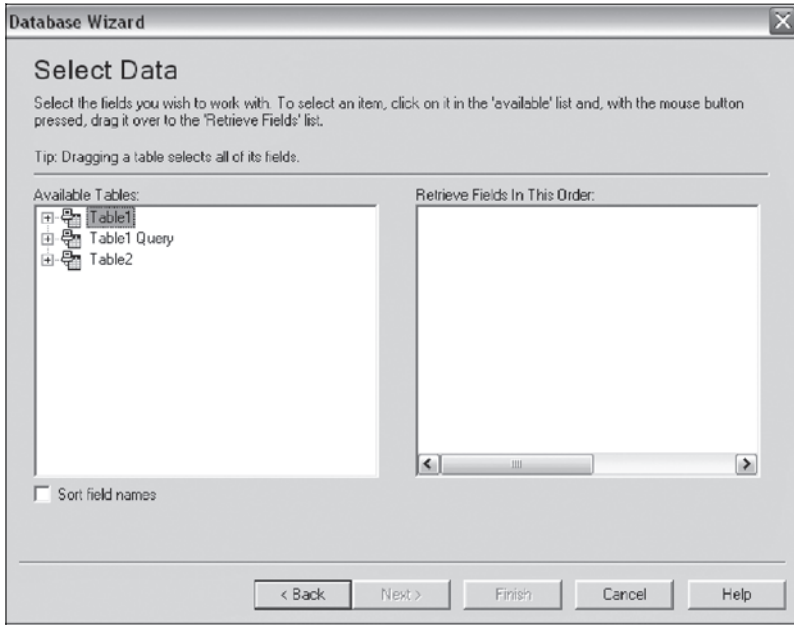 Database Wizard
Select Data
Select the fields you wish to work with. To select an item, click on it in the 'available' list and, with the mouse button
pressed, drag it over to the 'Retrieve Fields' list.
Tip: Dragging a table selects all of its fields.
Available Tables:
Table1
Table1 Query
Table2
Retrieve Fields In This Order:
Sort field names
< Back
Next >
Finish
Cancel
Help